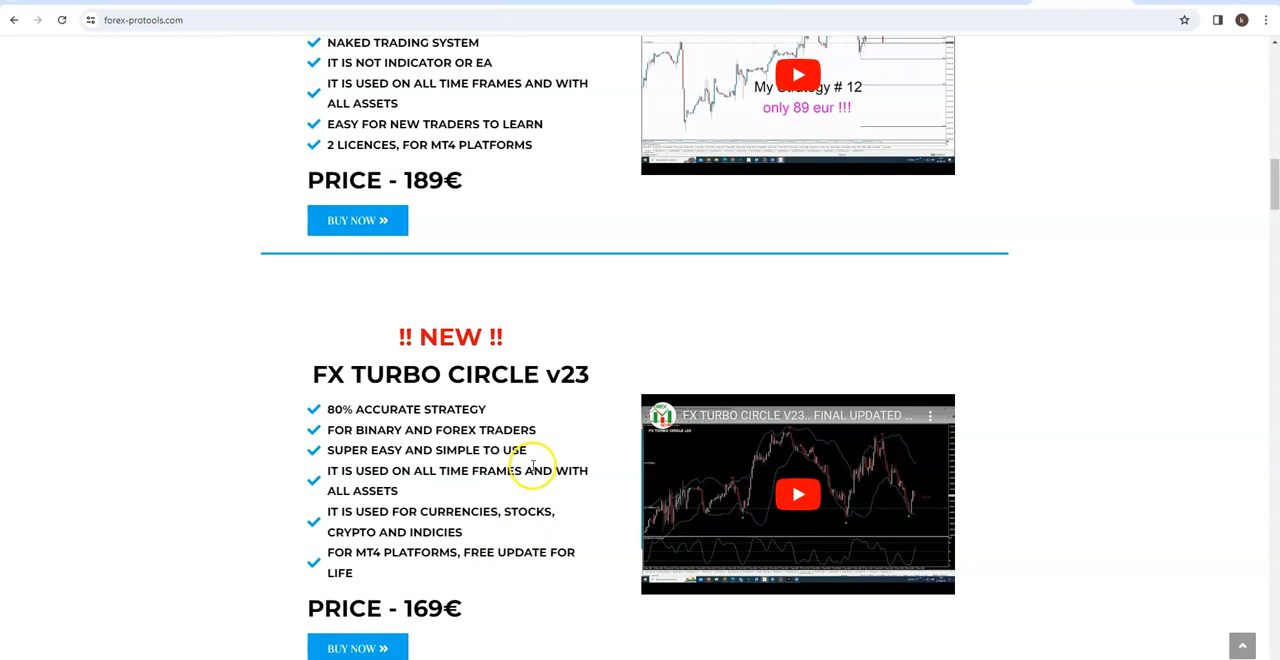 forex-protools.com
k
NAKED TRADING SYSTEM
IT IS NOT INDICATOR OR EA
IT IS USED ON ALL TIME FRAMES AND WITH
ALL ASSETS
EASY FOR NEW TRADERS TO LEARN
2 LICENCES, FOR MT4 PLATFORMS
PRICE - 189€
BUY NOW
My Strategy # 12
only 89 eur !!!
!! NEW !!
FX TURBO CIRCLE v23
80% ACCURATE STRATEGY
FOR BINARY AND FOREX TRADERS
SUPER EASY AND SIMPLE TO USE
IT IS USED ON ALL TIME FRAMES AND WITH
ALL ASSETS
IT IS USED FOR CURRENCIES, STOCKS,
CRYPTO AND INDICIES
FOR MT4 PLATFORMS, FREE UPDATE FOR
LIFE
PRICE - 169€
BUY NOW
FX TURBO CIRCLE V23.. FINAL UPDATED ...
FX TURBO CIRCLE v23